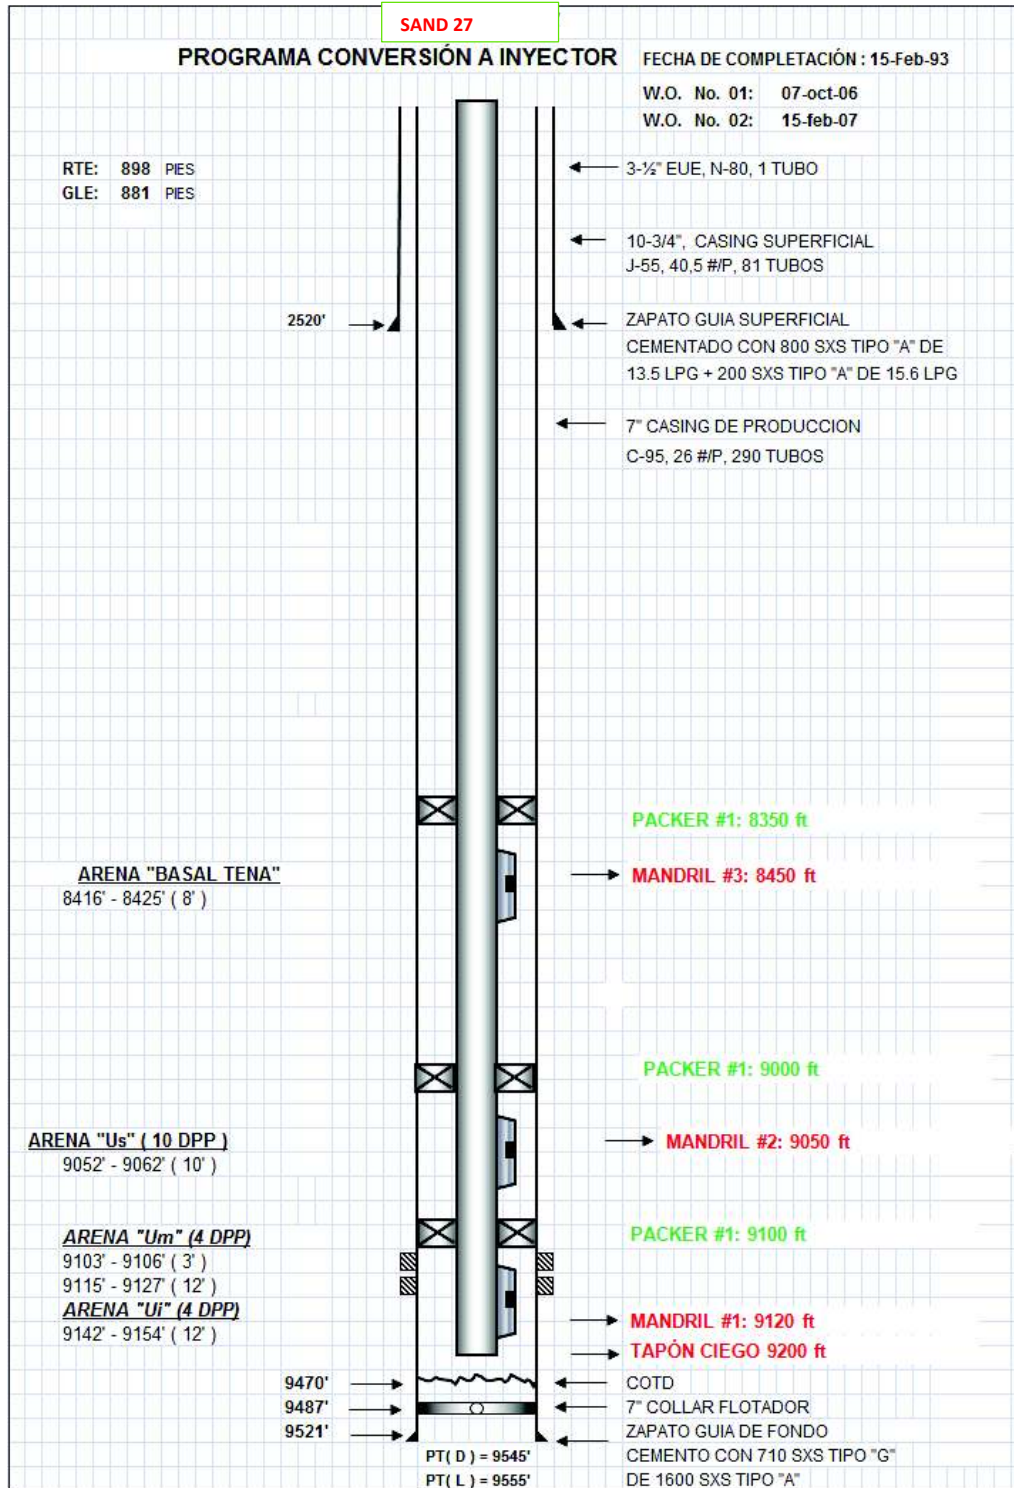 SAND 27
PROGRAMA CONVERSIÓN A INYECTOR
FECHA DE COMPLETACIÓN : 15-Feb-93
W.O. No. 01: 07-oct-06
W.O. No. 02: 15-feb-07
RTE: 898 PIES
GLE: 881 PIES
3-½" EUE, N-80, 1 TUBO
10-3/4", CASING SUPERFICIAL
J-55, 40,5 #/P, 81 TUBOS
2520'
ZAPATO GUIA SUPERFICIAL
CEMENTADO CON 800 SXS TIPO "A" DE
13.5 LPG + 200 SXS TIPO "A" DE 15.6 LPG
7" CASING DE PRODUCCION
C-95, 26 #/P, 290 TUBOS
PACKER #1: 8350 ft
ARENA "BASAL TENA"
8416' - 8425' ( 8' )
MANDRIL #3: 8450 ft
PACKER #1: 9000 ft
ARENA "Us" ( 10 DPP )
9052' - 9062' ( 10' )
MANDRIL #2: 9050 ft
PACKER #1: 9100 ft
ARENA "Um" (4 DPP)
9103' - 9106' ( 3' )
9115' - 9127' ( 12' )
ARENA "Ui" (4 DPP)
9142' - 9154' ( 12' )
MANDRIL #1: 9120 ft
TAPÓN CIEGO 9200 ft
9470'
COTD
9487'
7" COLLAR FLOTADOR
9521'
ZAPATO GUIA DE FONDO
CEMENTO CON 710 SXS TIPO "G"
DE 1600 SXS TIPO "A"
PT( D ) = 9545'
PT( L ) = 9555'